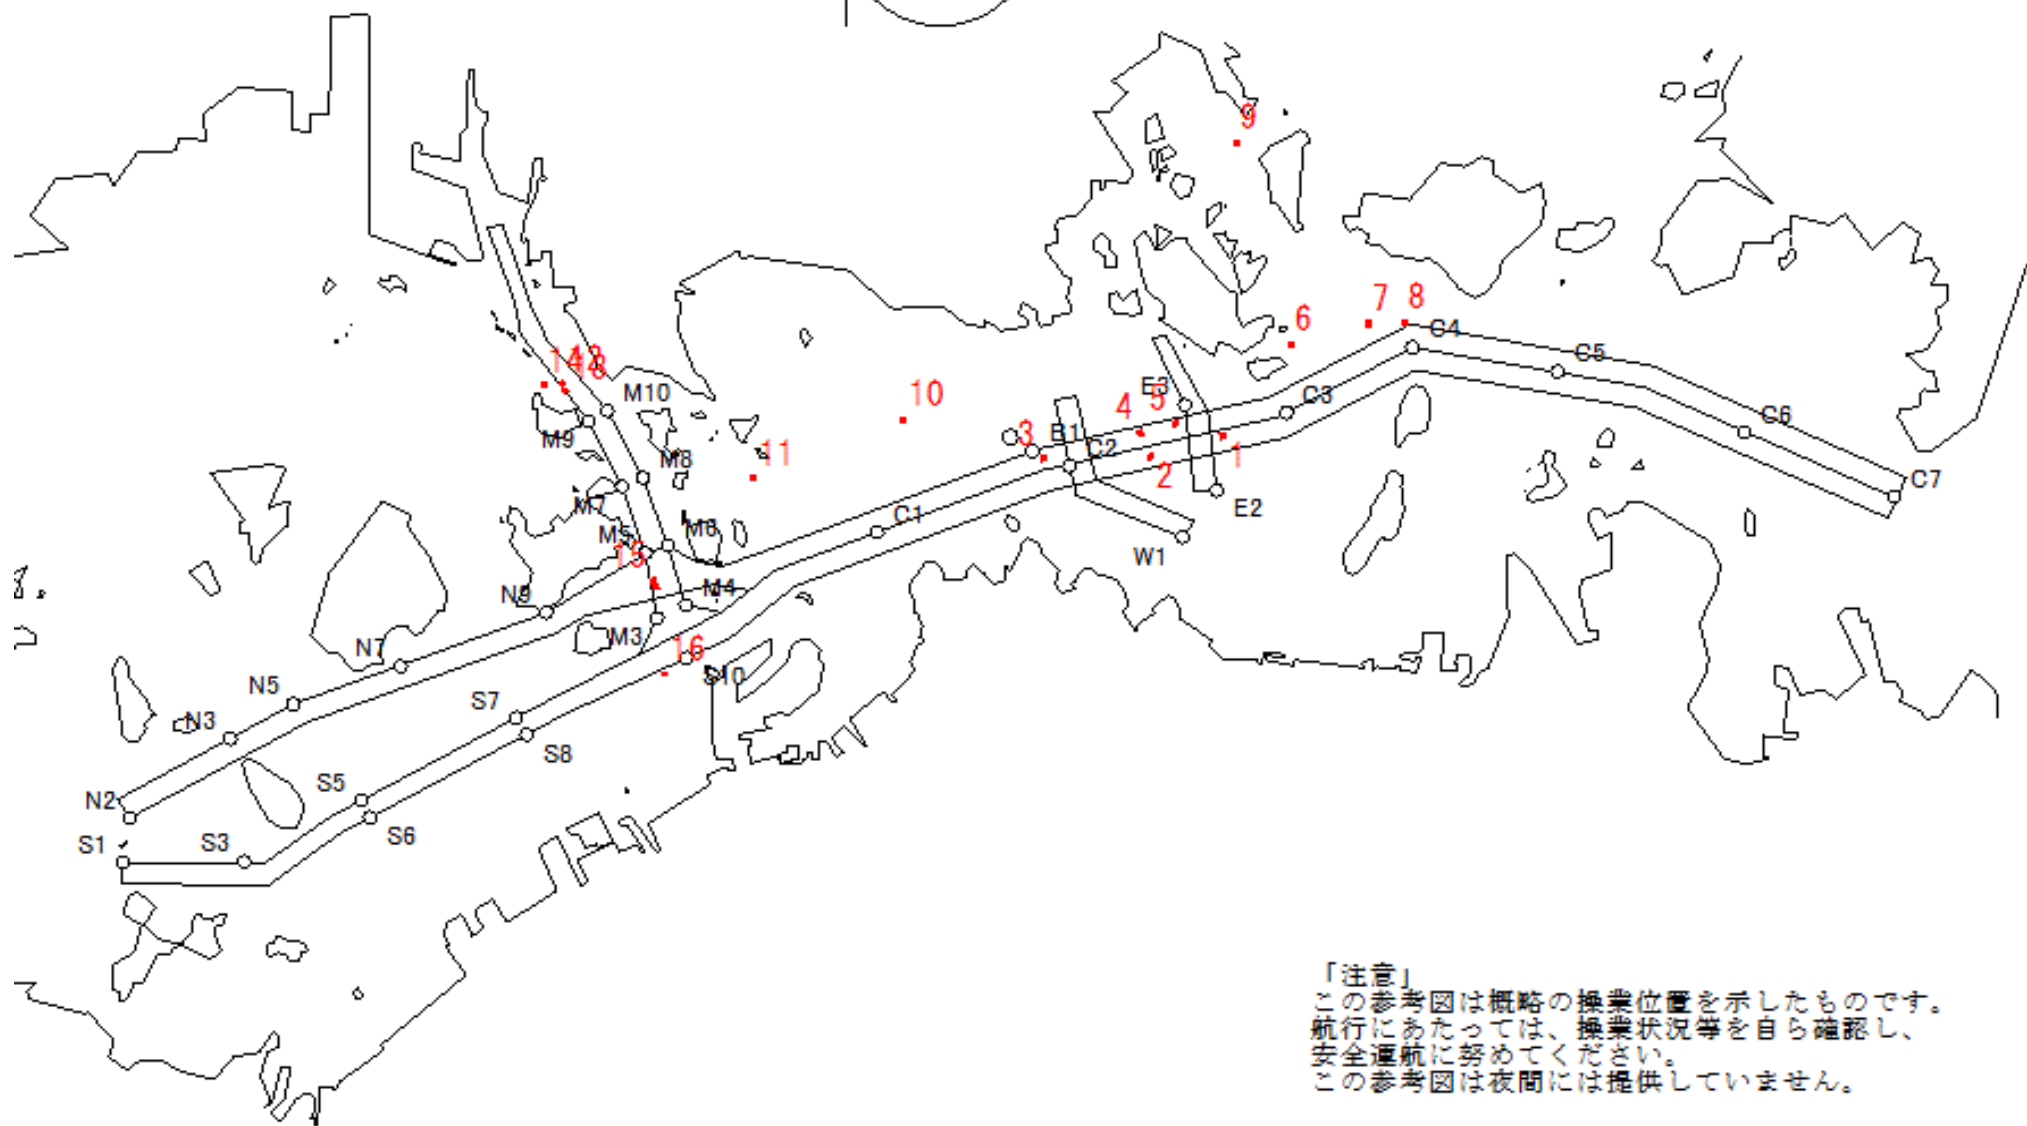 9
6
7
8
C4
C5
14
13
M10
10
E3
C3
C6
M9
4
5
3
B1
C2
1
M8
11
2
C7
M7
E2
M5
M6
C1
W1
15
N9
M4
M3
N7
16
S10
N5
S7
N3
S8
S5
N2
S6
S1
S3
「注意」
この参考図は概略の操業位置を示したものです。
航行にあたっては、操業状況等を自ら確認し、
安全運航に努めてください。
この参考図は夜間には提供していません。